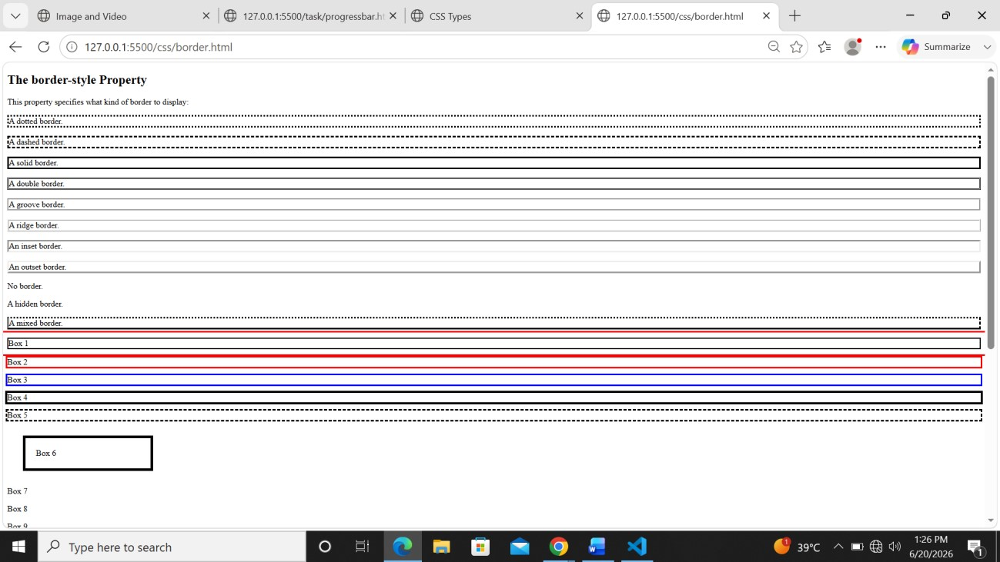 Image and Video
127.0.0.1:5500/task/progressbar.ht
CSS Types
127.0.0.1:5500/css/border.html
127.0.0.1:5500/css/border.html
Summarize
The border-style Property
This property specifies what kind of border to display:
A dotted border.
A dashed border.
A solid border.
A double border.
A groove border.
A ridge border.
An inset border.
An outset border.
No border.
A hidden border.
A mixed border.
Box 1
Box 2
Box 3
Box 4
Box 5
Box 6
Box 7
Box 8
Box 9
Type here to search
1
39°C
1:26 PM
6/20/2026
1